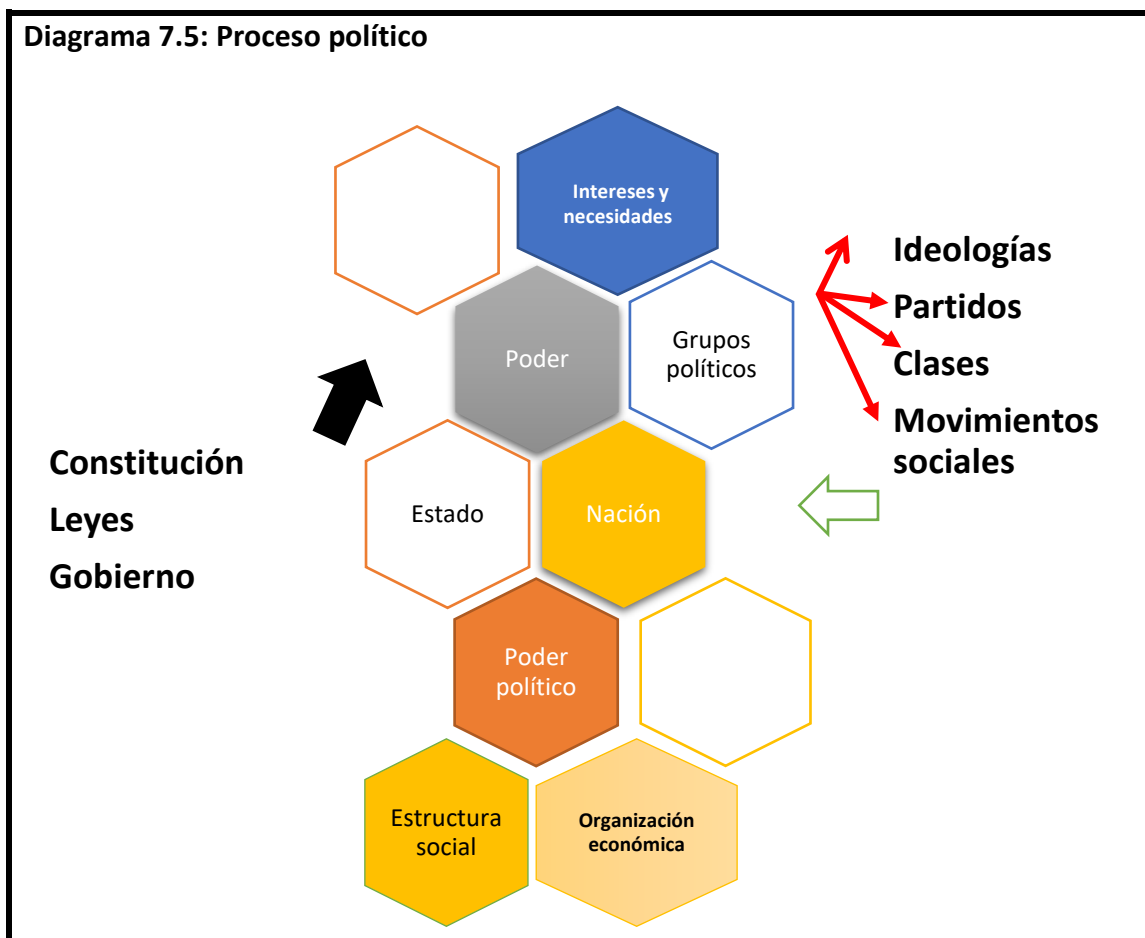 Diagrama 7.5: Proceso político
Intereses y
necesidades
Ideologías
Partidos
Clases
Movimientos
sociales
Poder
Grupos
políticos
Constitución
Leyes
Gobierno
Estado
Nación
Poder
político
Estructura
social
Organización
económica